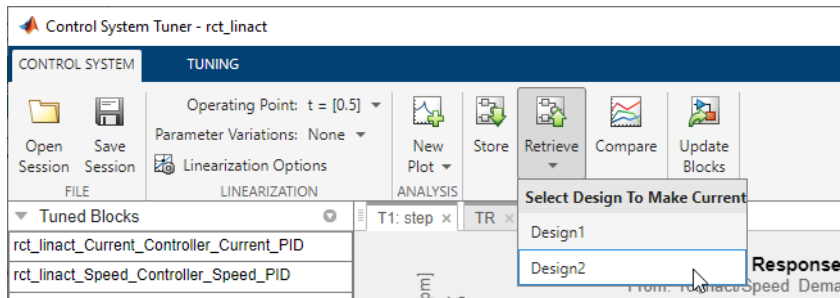 Control System Tuner - rct_linact
CONTROL SYSTEM TUNING
Operating Point: t = [0.5]
Parameter Variations: None
Linearization Options
Open Session
Save Session
New Plot
Store
Retrieve
Compare
Update Blocks
FILE
LINEARIZATION
ANALYSIS
Select Design To Make Current
Tuned Blocks
T1: step
TR
Design1
rct_linact_Current_Controller_Current_PID
rct_linact_Speed_Controller_Speed_PID
Design2
Response